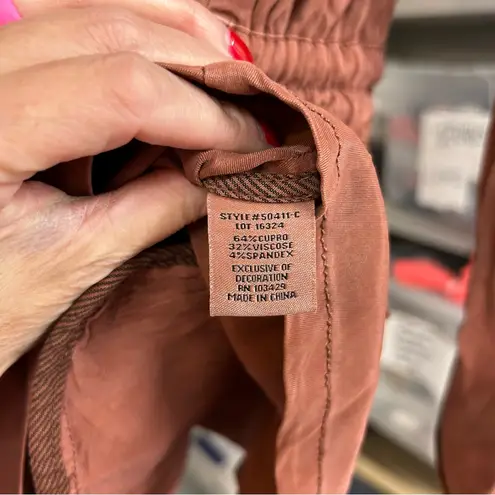 STYLE#50411-C
LOT 16324
64%CUPRO
32%VISCOSE
4%SPANDEX
EXCLUSIVE OF
DECORATION
RN 103429
MADE IN CHINA